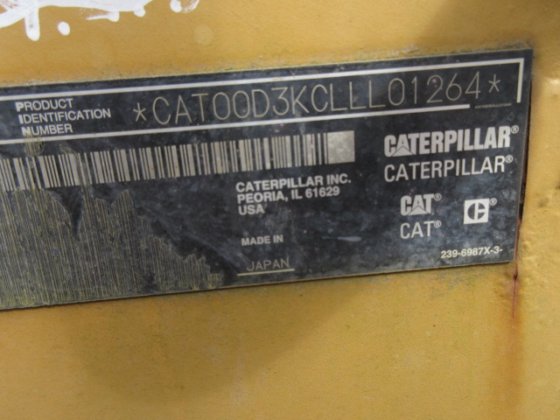 PRODUCT
IDENTIFICATION
NUMBER
*CAT00D3KCLLL01264*
CATERPILLAR®
CATERPILLAR®
CATERPILLAR INC.
PEORIA, IL 61629
USA
CAT® C®
CAT®
MADE IN
JAPAN
239-6987X-3-